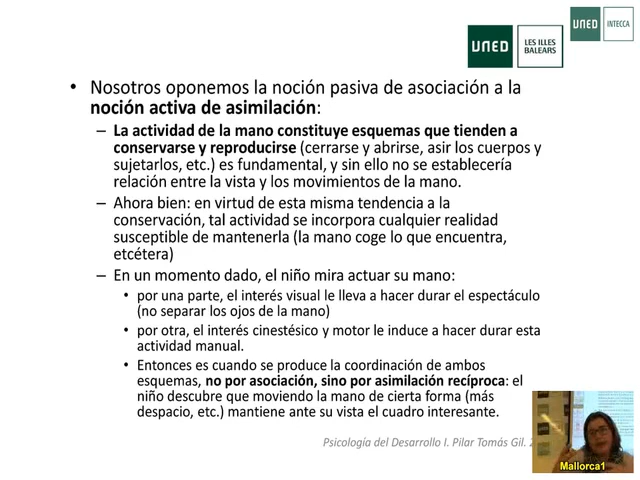 UNED
INTECCA
UNED
LES ILLES
BALEARS
• Nosotros oponemos la noción pasiva de asociación a la
noción activa de asimilación:
– La actividad de la mano constituye esquemas que tienden a
conservarse y reproducirse (cerrarse y abrirse, asir los cuerpos y
sujetarlos, etc.) es fundamental, y sin ello no se establecería
relación entre la vista y los movimientos de la mano.
– Ahora bien: en virtud de esta misma tendencia a la
conservación, tal actividad se incorpora cualquier realidad
susceptible de mantenerla (la mano coge lo que encuentra,
etcétera)
– En un momento dado, el niño mira actuar su mano:
• por una parte, el interés visual le lleva a hacer durar el espectáculo
(no separar los ojos de la mano)
• por otra, el interés cinestésico y motor le induce a hacer durar esta
actividad manual.
• Entonces es cuando se produce la coordinación de ambos
esquemas, no por asociación, sino por asimilación recíproca: el
niño descubre que moviendo la mano de cierta forma (más
despacio, etc.) mantiene ante su vista el cuadro interesante.
Psicología del Desarrollo I. Pilar Tomás Gil.
Mallorca1